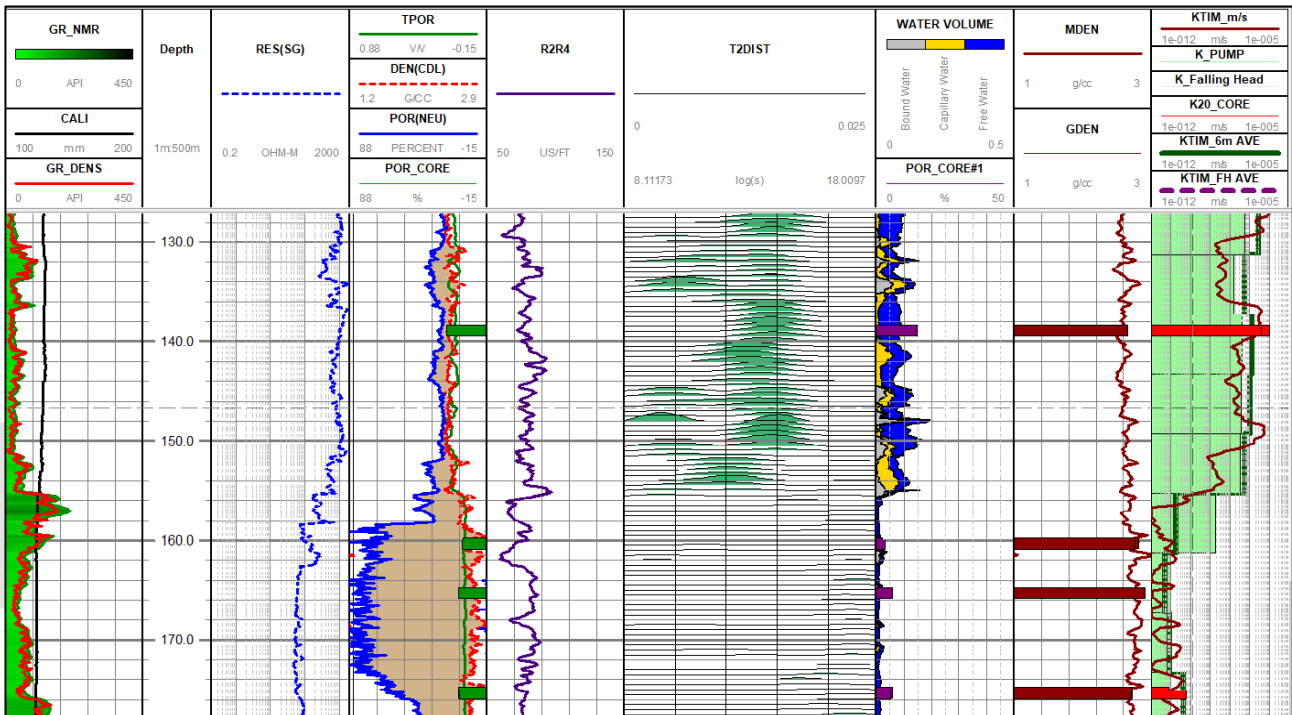 GR_NMR
0 API 450
CALI
100 mm 200
GR_DENS
0 API 450
Depth
1m:500m
RES(SG)
0.2 OHM-M 2000
TPOR
0.88 V/V -0.15
DEN(CDL)
1.2 G/CC 2.9
POR(NEU)
88 PERCENT -15
POR_CORE
88 % -15
R2R4
50 US/FT 150
T2DIST
0 0.025
8.11173 log(s) 18.0097
WATER VOLUME
Bound Water
Capillary Water
Free Water
0 0.5
POR_CORE#1
0 % 50
MDEN
1 g/cc 3
GDEN
1 g/cc 3
KTIM_m/s
1e-012 m/s 1e-005
K_PUMP
K_Falling Head
K20_CORE
1e-012 m/s 1e-005
KTIM_6m AVE
1e-012 m/s 1e-005
KTIM_FH AVE
1e-012 m/s 1e-005
130.0
140.0
150.0
160.0
170.0